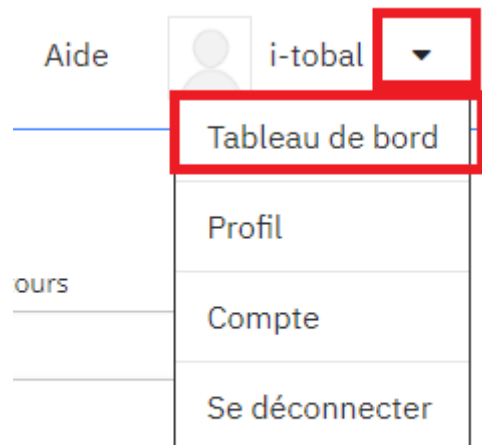 Aide i-tobal
Tableau de bord
Profil
ours
Compte
Se déconnecter